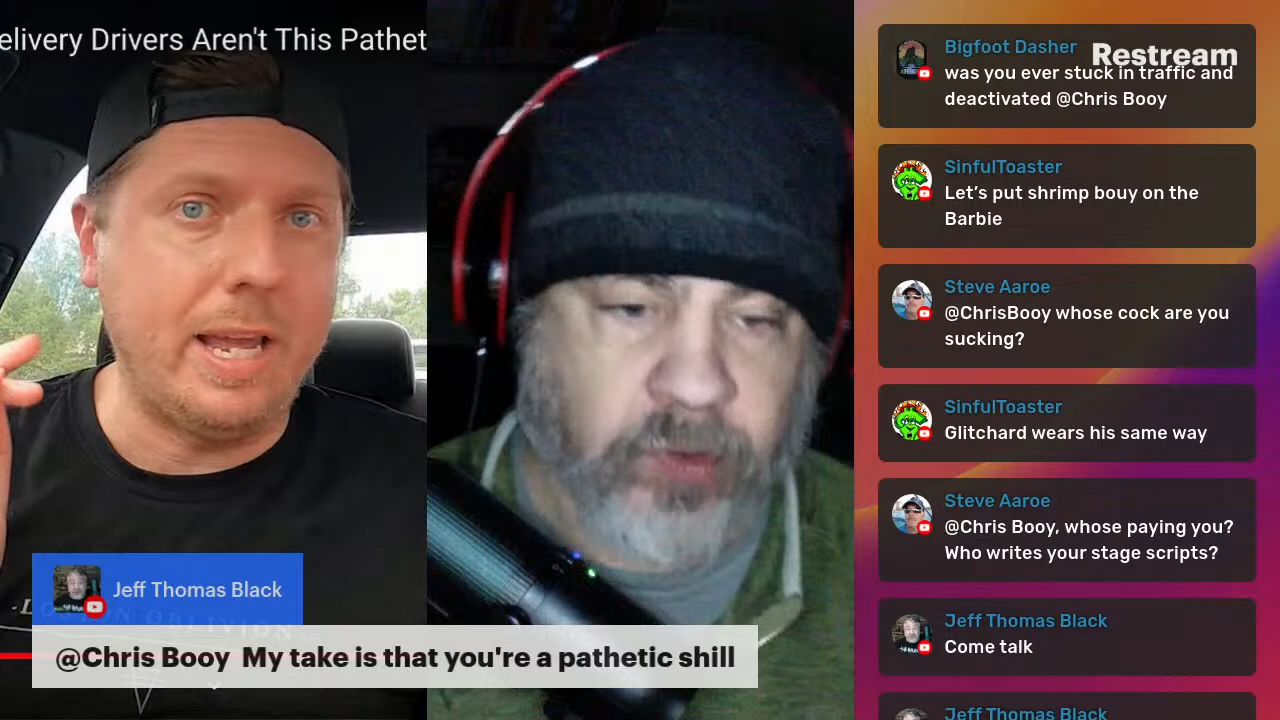 elivery Drivers Aren't This Pathet
Jeff Thomas Black
@Chris Booy My take is that you're a pathetic shill
Restream
Bigfoot Dasher
was you ever stuck in traffic and
deactivated @Chris Booy
SinfulToaster
Let’s put shrimp bouy on the
Barbie
Steve Aaroe
@ChrisBooy whose cock are you
sucking?
SinfulToaster
Glitchard wears his same way
Steve Aaroe
@Chris Booy, whose paying you?
Who writes your stage scripts?
Jeff Thomas Black
Come talk
Jeff Thomas Black